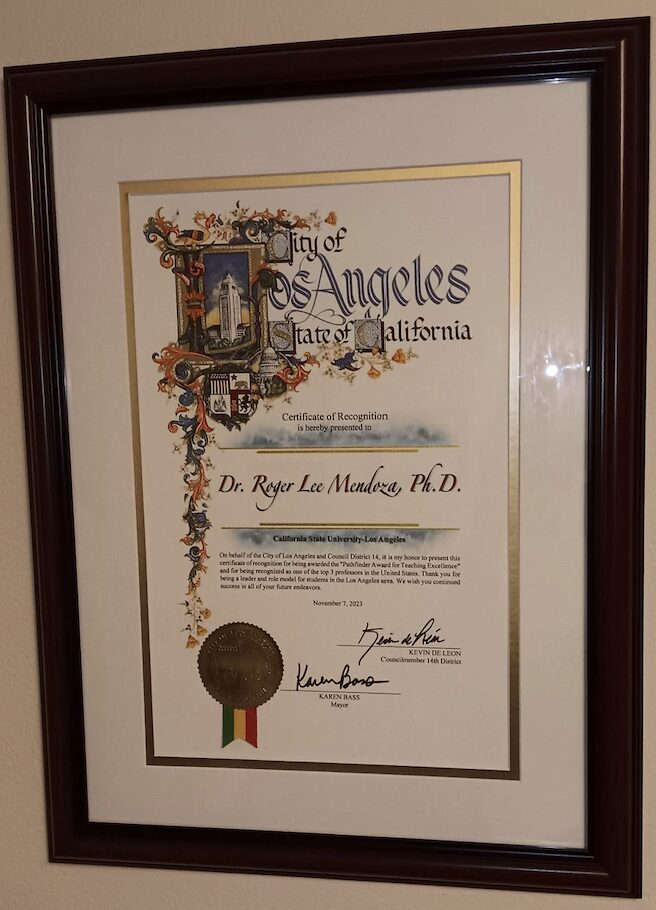 City of
Los Angeles
State of California
Certificate of Recognition
is hereby presented to
Dr. Roger Lee Mendoza, Ph.D.
California State University-Los Angeles
On behalf of the City of Los Angeles and Council District 14, it is my honor to present this
certificate of recognition for being awarded the "Pathfinder Award for Teaching Excellence"
and for being recognized as one of the top 3 professors in the United States. Thank you for
being a leader and role model for students in the Los Angeles area. We wish you continued
success in all of your future endeavors.
November 7, 2023
Kevin de León
KEVIN DE LEON
Councilmember 14th District
Karen Bass
KAREN BASS
Mayor